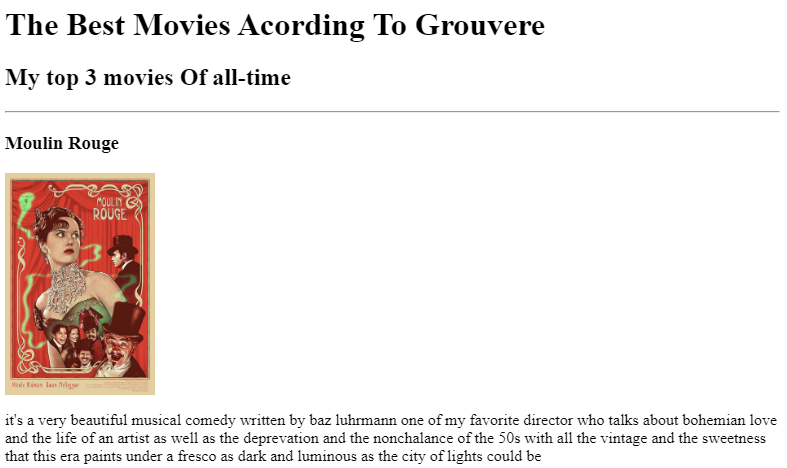 The Best Movies Acording To Grouvere
My top 3 movies Of all-time
Moulin Rouge
MOULIN
ROUGE
it's a very beautiful musical comedy written by baz luhrmann one of my favorite director who talks about bohemian love
and the life of an artist as well as the deprevation and the nonchalance of the 50s with all the vintage and the sweetness
that this era paints under a fresco as dark and luminous as the city of lights could be